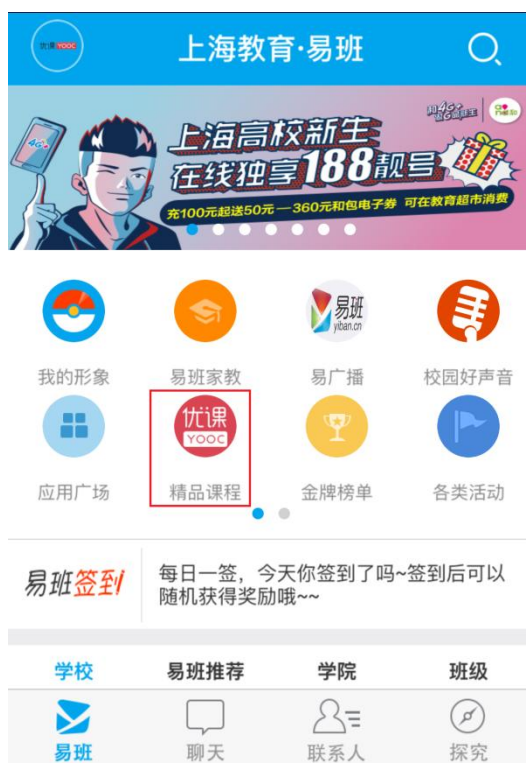 优课 YOOC
上海教育·易班
上海高校新生
在线独享188靓号
充100元起送50元—360元和包电子券 可在教育超市消费
4G+
易班
yiban.cn
我的形象 易班家教 易广播 校园好声音
优课
YOOC
应用广场 精品课程 金牌榜单 各类活动
易班签到
每日一签，今天你签到了吗~签到后可以
随机获得奖励哦~~
学校 易班推荐 学院 班级
易班 聊天 联系人 探究